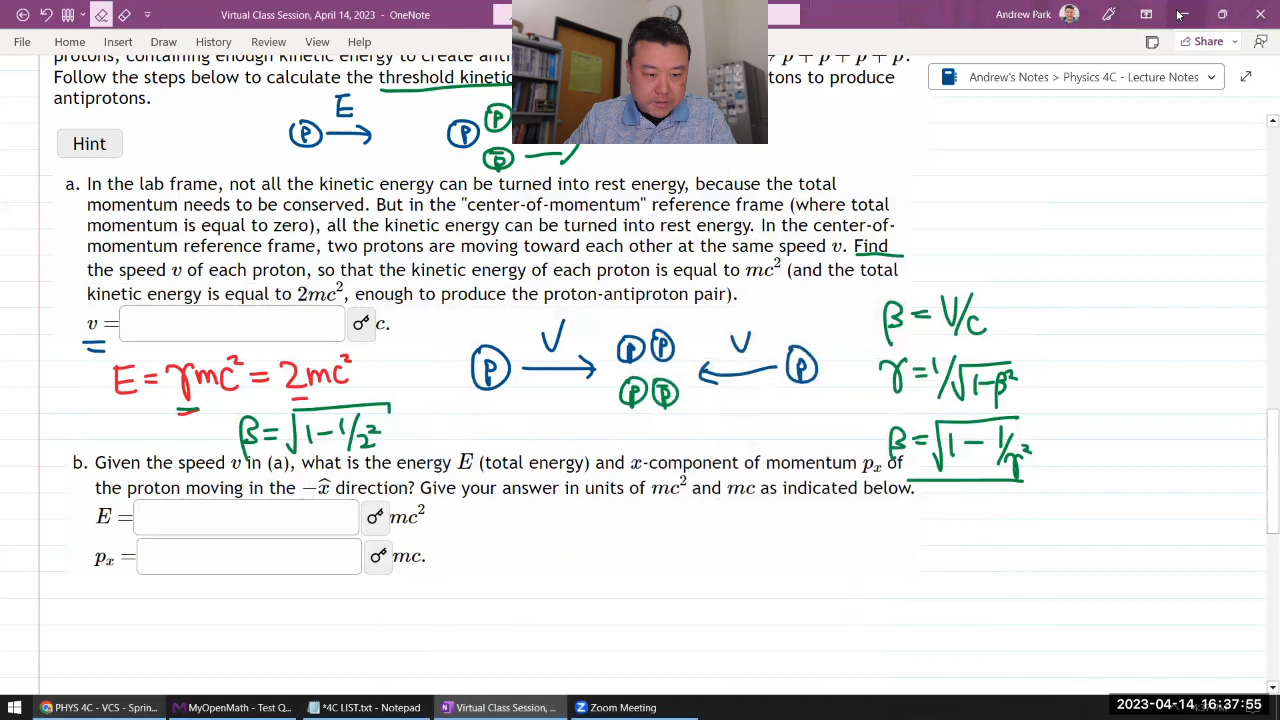 Virtual Class Session, April 14, 2023 - OneNote
Andrew Park
File Home Insert Draw History Review View Help
Share
Andrew's Notes > Physics 4C - Lecture Notes
protons, containing enough kinetic energy to create anti
p + p + p + p̄.
Follow the steps below to calculate the threshold kinetic
tons to produce
antiprotons.
E
p p p p̄
Hint
a. In the lab frame, not all the kinetic energy can be turned into rest energy, because the total
momentum needs to be conserved. But in the "center-of-momentum" reference frame (where total
momentum is equal to zero), all the kinetic energy can be turned into rest energy. In the center-of-
momentum reference frame, two protons are moving toward each other at the same speed v. Find
the speed v of each proton, so that the kinetic energy of each proton is equal to mc² (and the total
kinetic energy is equal to 2mc², enough to produce the proton-antiproton pair).
v = c.
β = V/c
V V
p p p p
p p̄
E = γmc² = 2mc²
γ = 1/√1-β²
β = √1-1/2²
β = √1 - 1/γ²
b. Given the speed v in (a), what is the energy E (total energy) and x-component of momentum pₓ of
the proton moving in the −x̂ direction? Give your answer in units of mc² and mc as indicated below.
E = mc²
pₓ = mc.
PHYS 4C - VCS - Sprin...
MyOpenMath - Test Q...
*4C LIST.txt - Notepad
Virtual Class Session, ...
Zoom Meeting
2023-04-14 16:37:55